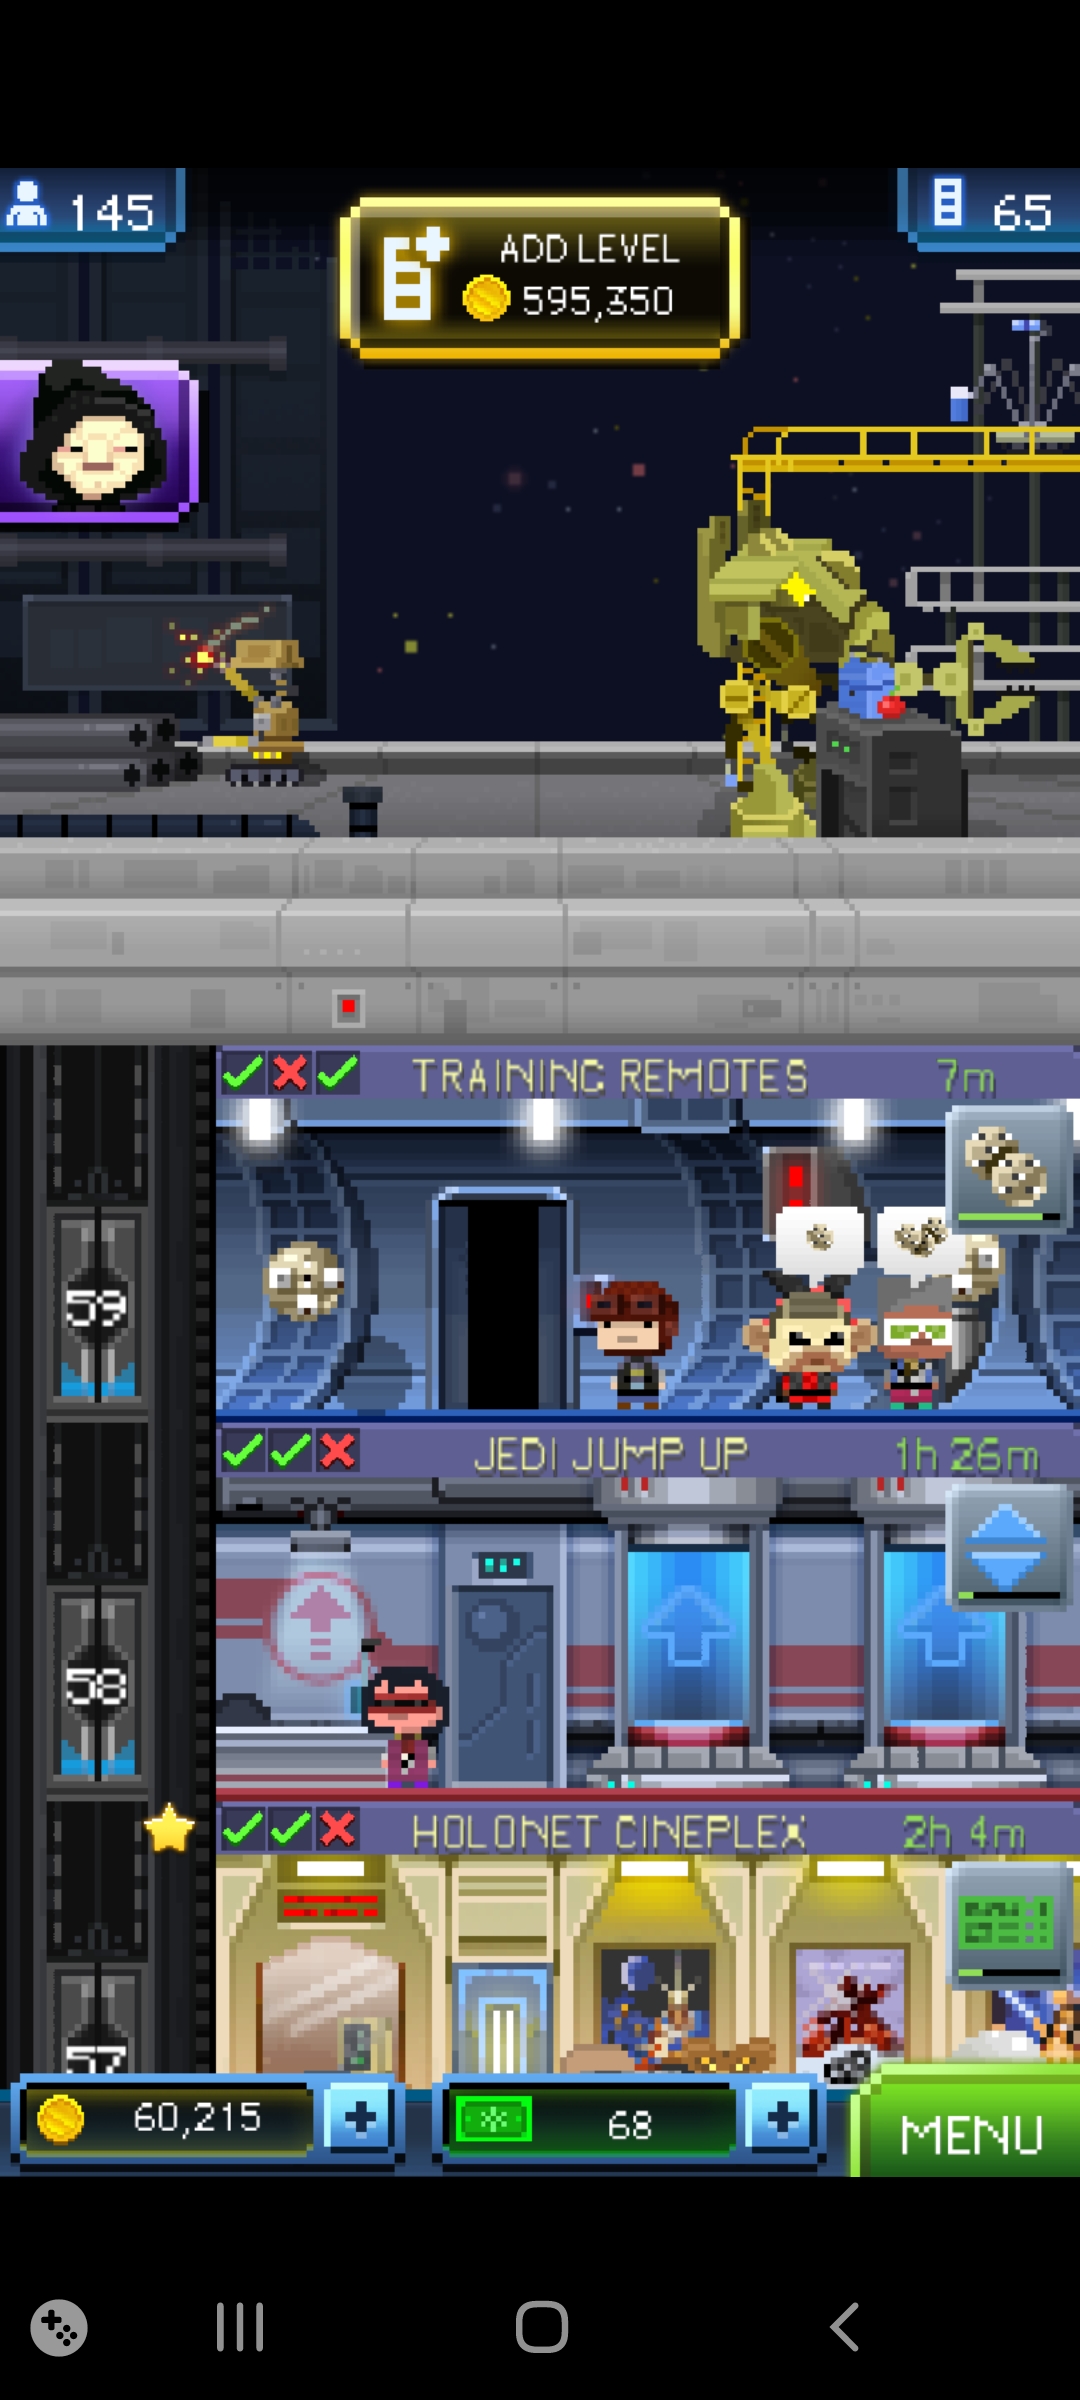 145
ADD LEVEL
595,350
65
TRAINING REMOTES 7m
59
JEDI JUMP UP 1h 26m
58
HOLONET CINEPLEX 2h 4m
57
60,215
68
MENU